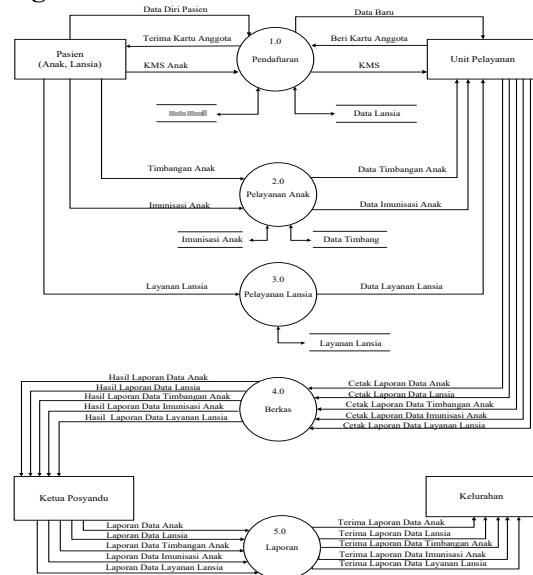 Data Diri Pasien
Data Baru
1.0
Pendaftaran
Terima Kartu Anggota
Beri Kartu Anggota
Pasien
(Anak, Lansia)
Unit Pelayanan
KMS Anak
KMS
Data Lansia
Timbangan Anak
Data Timbangan Anak
2.0
Pelayanan Anak
Imunisasi Anak
Data Imunisasi Anak
Imunisasi Anak
Data Timbang
3.0
Pelayanan Lansia
Layanan Lansia
Data Layanan Lansia
Layanan Lansia
Hasil Laporan Data Anak
Hasil Laporan Data Lansia
Hasil Laporan Data Timbangan Anak
Hasil Laporan Data Imunisasi Anak
Hasil Laporan Data Layanan Lansia
4.0
Berkas
Cetak Laporan Data Anak
Cetak Laporan Data Lansia
Cetak Laporan Data Timbangan Anak
Cetak Laporan Data Imunisasi Anak
Cetak Laporan Data Layanan Lansia
Ketua Posyandu
Kelurahan
Laporan Data Anak
Laporan Data Lansia
Laporan Data Timbangan Anak
Laporan Data Imunisasi Anak
Laporan Data Layanan Lansia
5.0
Laporan
Terima Laporan Data Anak
Terima Laporan Data Lansia
Terima Laporan Data Timbangan Anak
Terima Laporan Data Imunisasi Anak
Terima Laporan Data Layanan Lansia